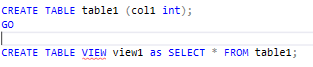 CREATE TABLE table1 (col1 int);
GO
CREATE TABLE VIEW view1 as SELECT * FROM table1;